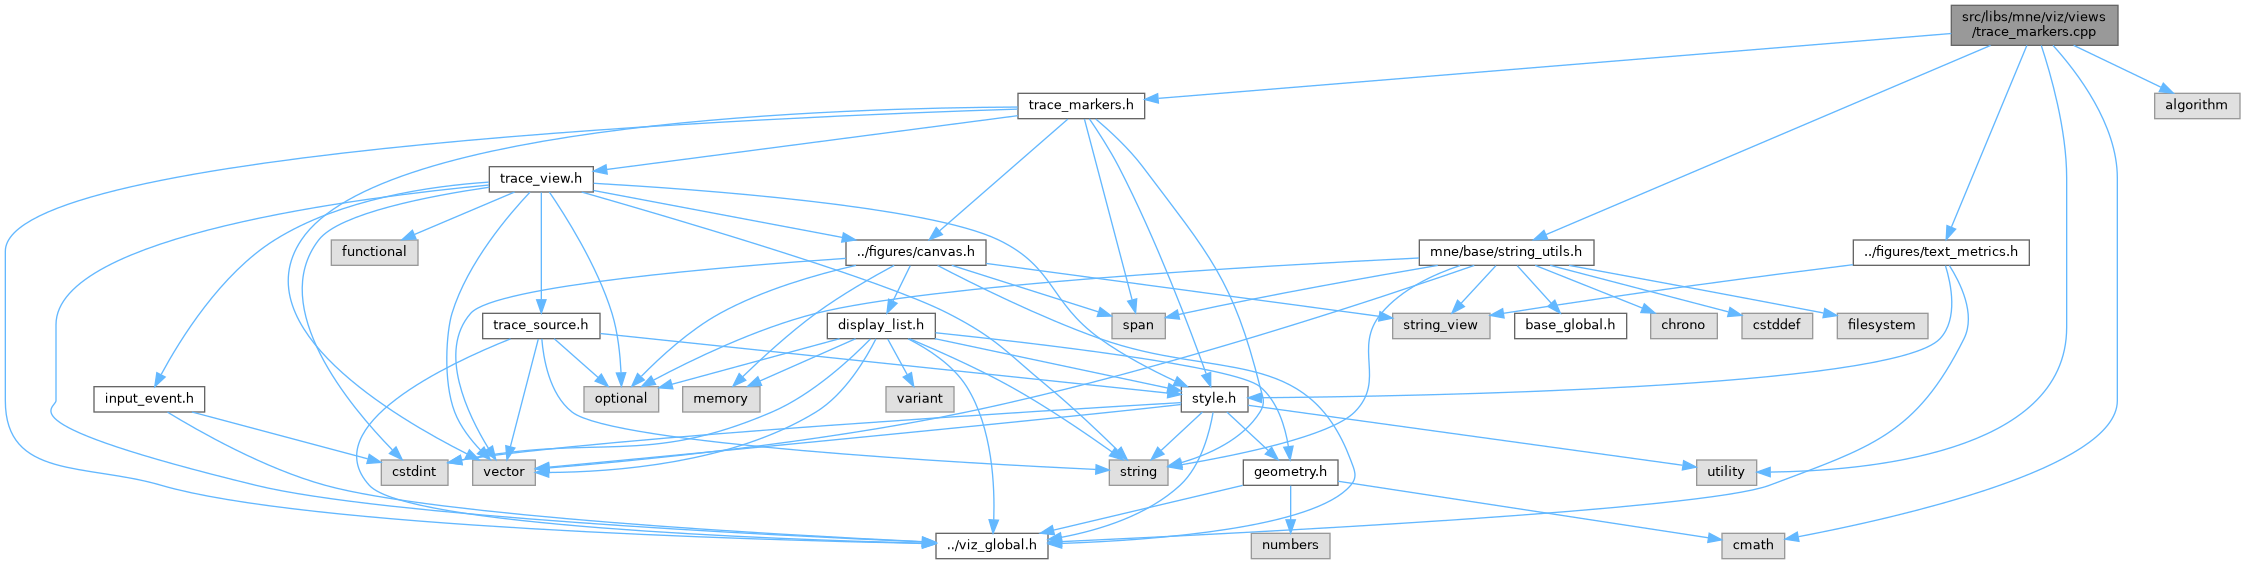 src/libs/mne/viz/views
/trace_markers.cpp
trace_markers.h
algorithm
trace_view.h
functional
../figures/canvas.h
mne/base/string_utils.h
../figures/text_metrics.h
trace_source.h
display_list.h
span
string_view
base_global.h
chrono
cstddef
filesystem
input_event.h
optional
memory
variant
style.h
cstdint
vector
string
geometry.h
utility
../viz_global.h
numbers
cmath